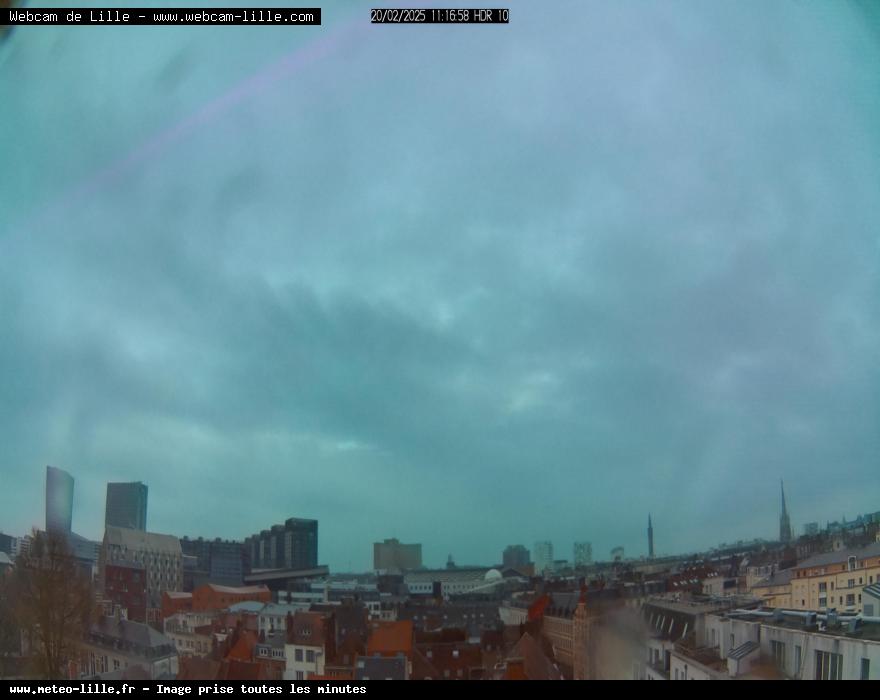 Webcam de Lille - www.webcam-lille.com
20/02/2025 11:16:58 HDR 10
www.meteo-lille.fr - Image prise toutes les minutes